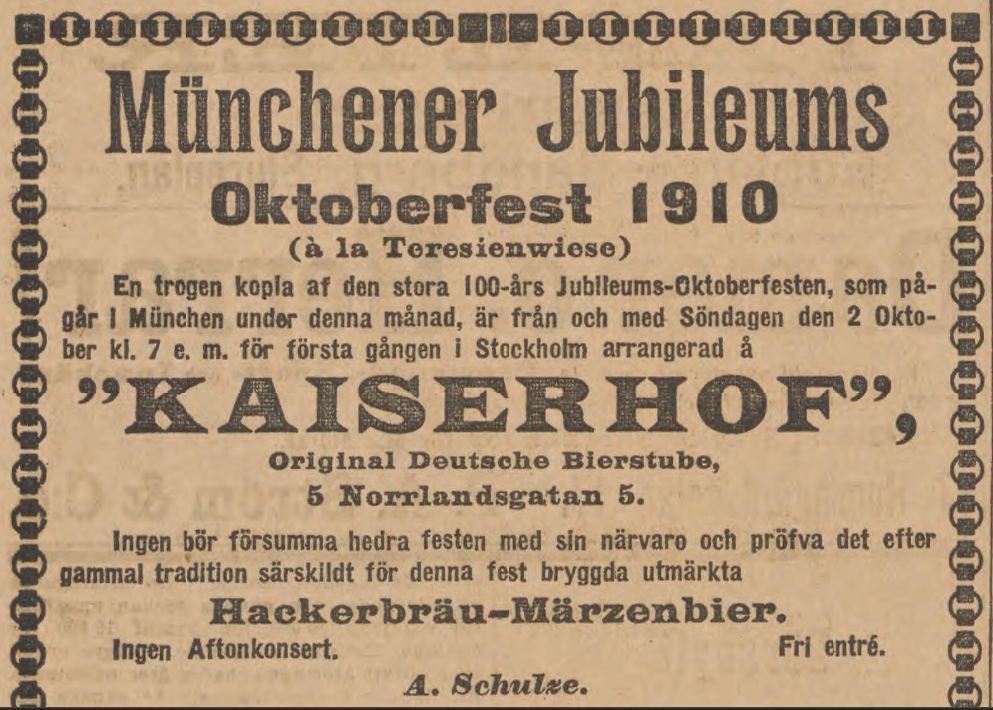 Münchener Jubileums
Oktoberfest 1910
(à la Teresienwiese)
En trogen kopia af den stora 100-års Jubileums-Oktoberfesten, som på-
går i München under denna månad, är från och med Söndagen den 2 Okto-
ber kl. 7 e. m. för första gången i Stockholm arrangerad å
”KAISERHOF”,
Original Deutsche Bierstube,
5 Norrlandsgatan 5.
Ingen bör försumma hedra festen med sin närvaro och pröfva det efter
gammal tradition särskildt för denna fest bryggda utmärkta
Hackerbräu-Märzenbier.
Ingen Aftonkonsert. Fri entré.
A. Schulze.